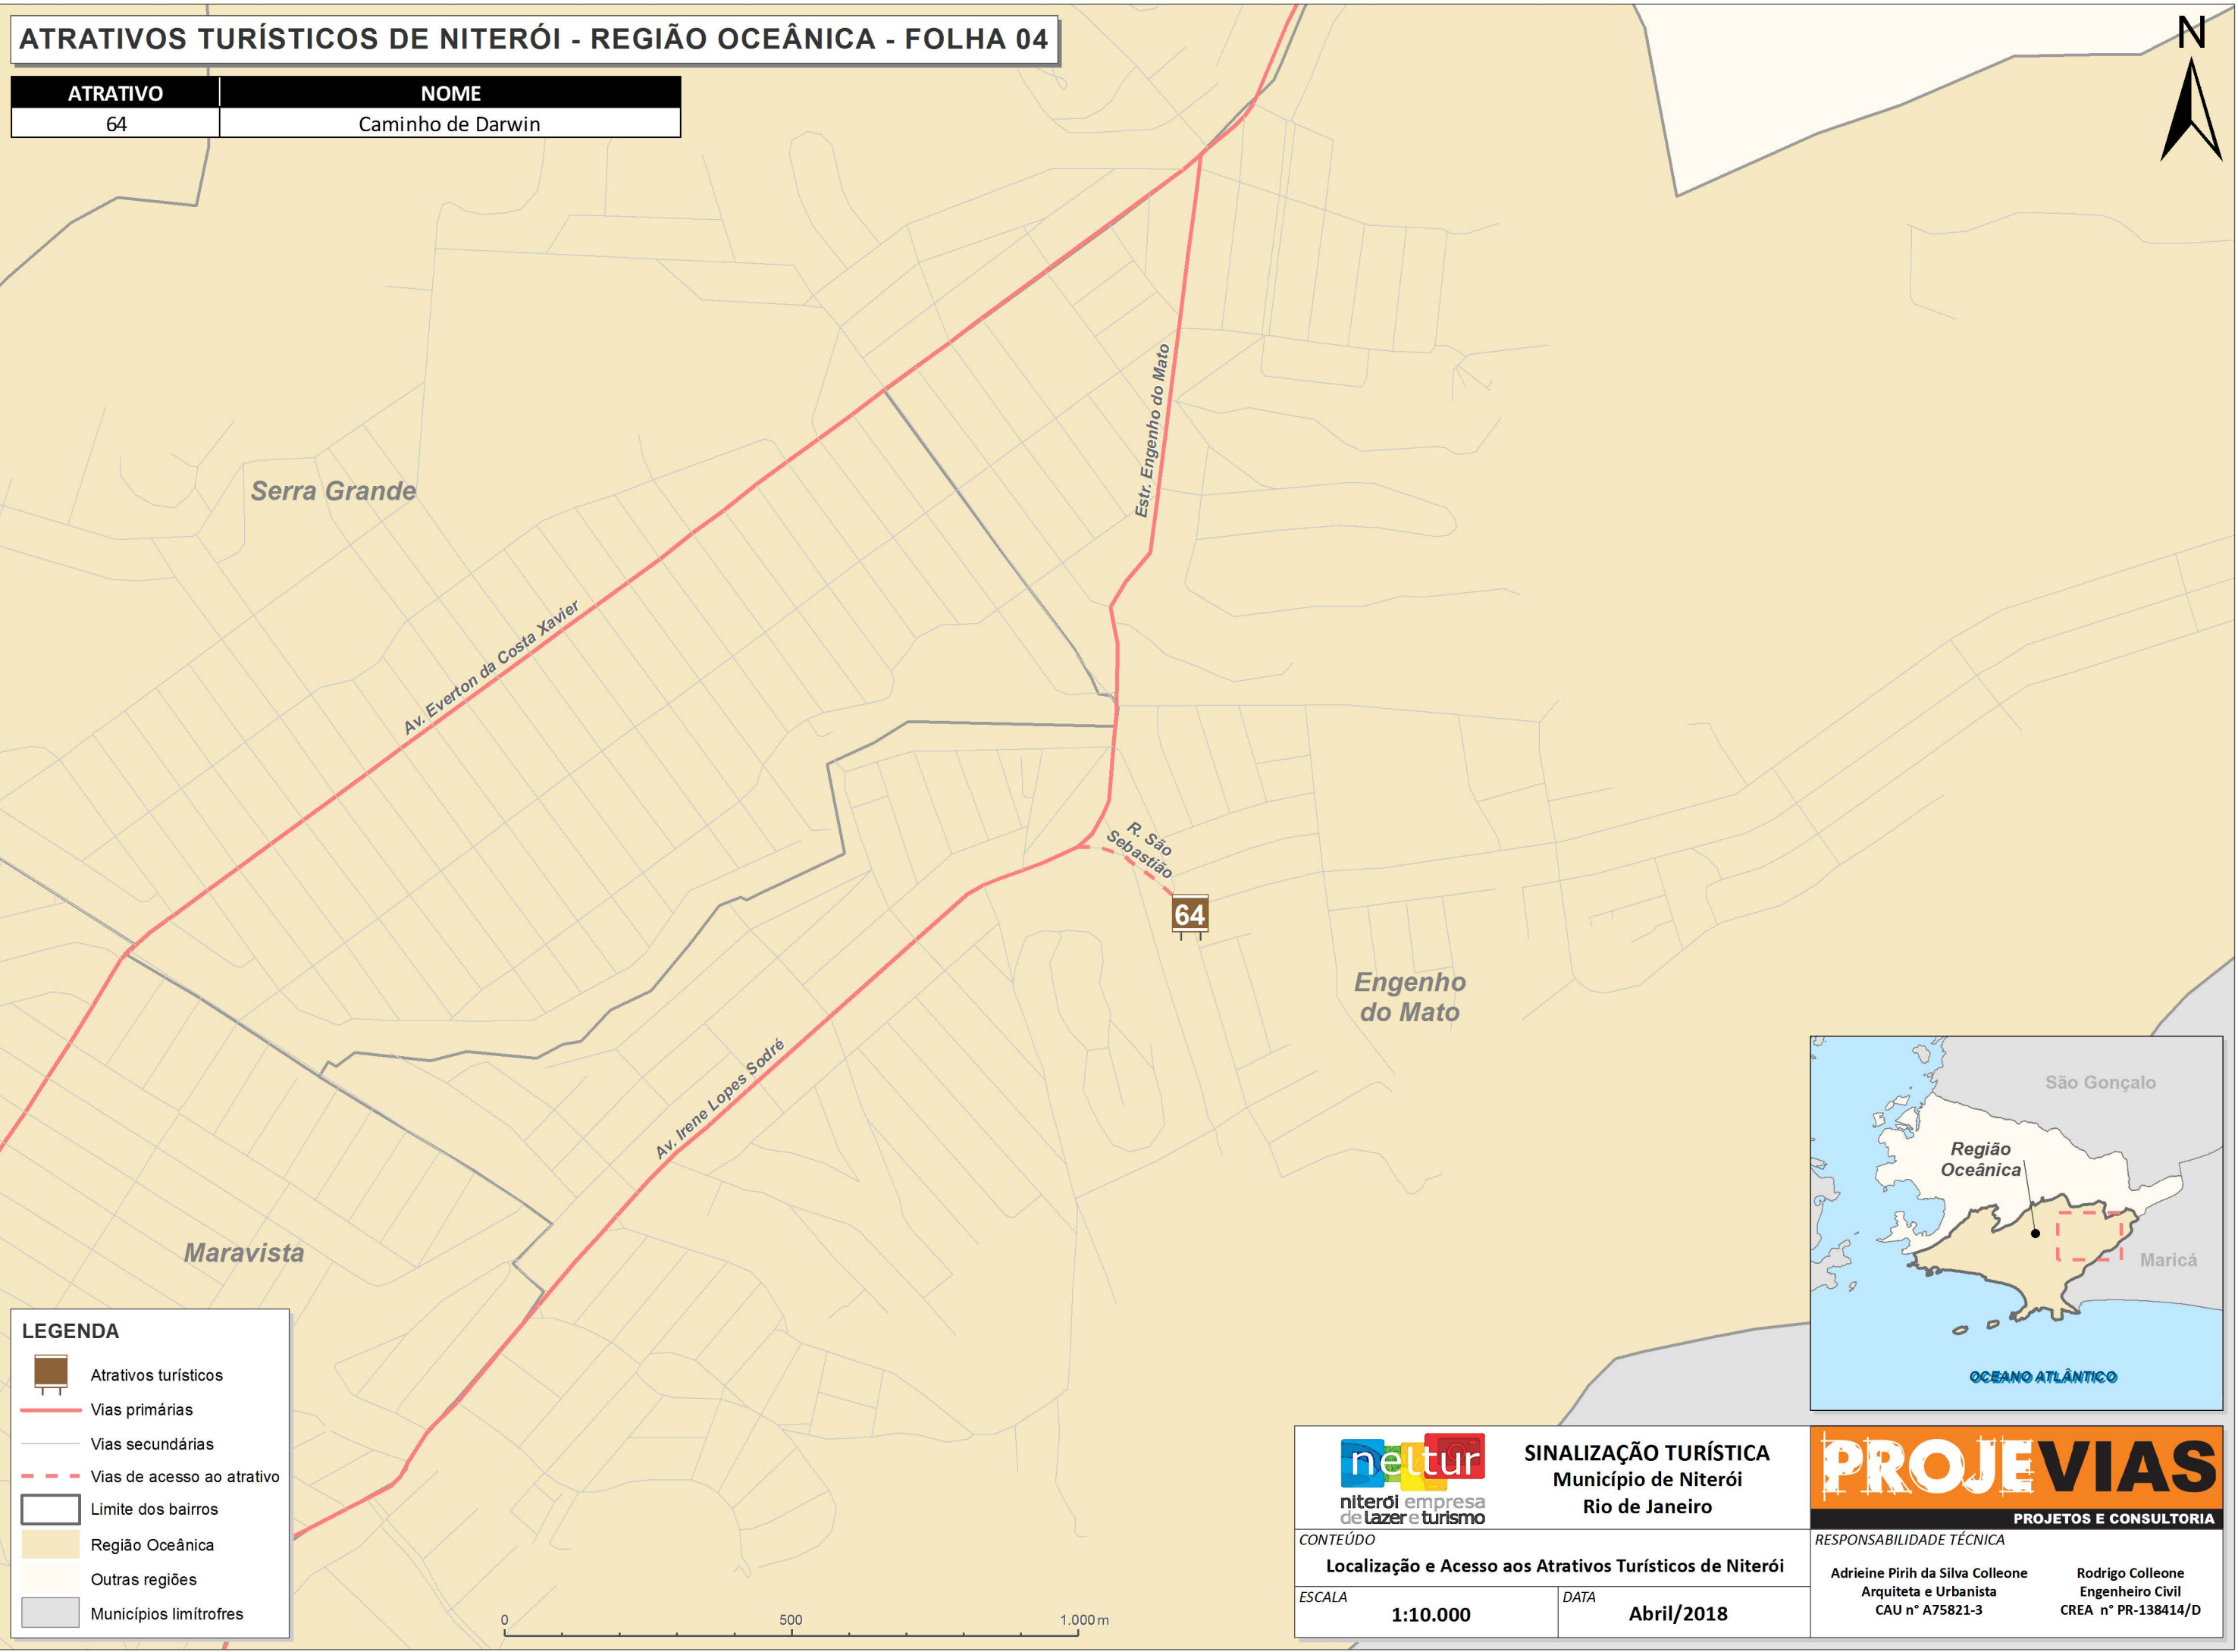 ATRATIVOS TURÍSTICOS DE NITERÓI - REGIÃO OCEÂNICA - FOLHA 04
N
ATRATIVO NOME
64 Caminho de Darwin
Estr. Engenho do Mato
Serra Grande
Av. Everton da Costa Xavier
R. São
Sebastião
64
Engenho
do Mato
Av. Irene Lopes Sodré
Maravista
São Gonçalo
Região
Oceânica
Maricá
OCEANO ATLÂNTICO
LEGENDA
Atrativos turísticos
Vias primárias
Vias secundárias
Vias de acesso ao atrativo
Limite dos bairros
Região Oceânica
Outras regiões
Municípios limítrofes
0 500 1.000 m
neltur
niterói empresa
de lazer e turismo
SINALIZAÇÃO TURÍSTICA
Município de Niterói
Rio de Janeiro
PROJEVIAS
PROJETOS E CONSULTORIA
CONTEÚDO
Localização e Acesso aos Atrativos Turísticos de Niterói
ESCALA
1:10.000
DATA
Abril/2018
RESPONSABILIDADE TÉCNICA
Adrieine Pirih da Silva Colleone
Arquiteta e Urbanista
CAU n° A75821-3
Rodrigo Colleone
Engenheiro Civil
CREA n° PR-138414/D